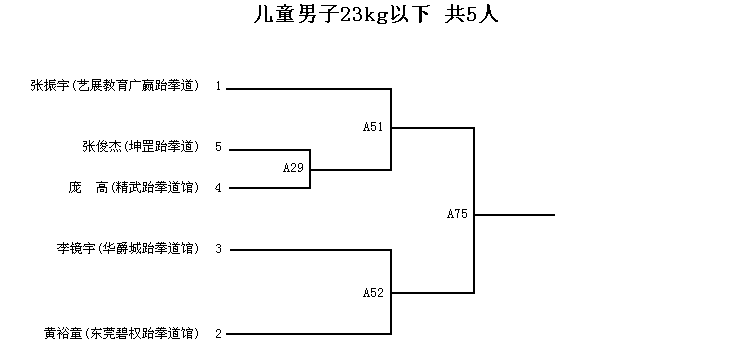 儿童男子23kg以下 共5人
张振宇(艺展教育广赢跆拳道) 1
A51
张俊杰(坤罡跆拳道) 5
A29
庞 高(精武跆拳道馆) 4
A75
李镜宇(华爵城跆拳道馆) 3
A52
黄裕童(东莞碧权跆拳道馆) 2